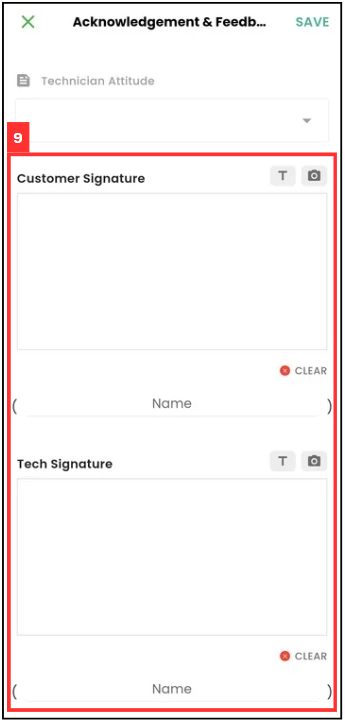 Acknowledgement & Feedb... SAVE
Technician Attitude
9
Customer Signature T
CLEAR
( Name )
Tech Signature T
CLEAR
( Name )